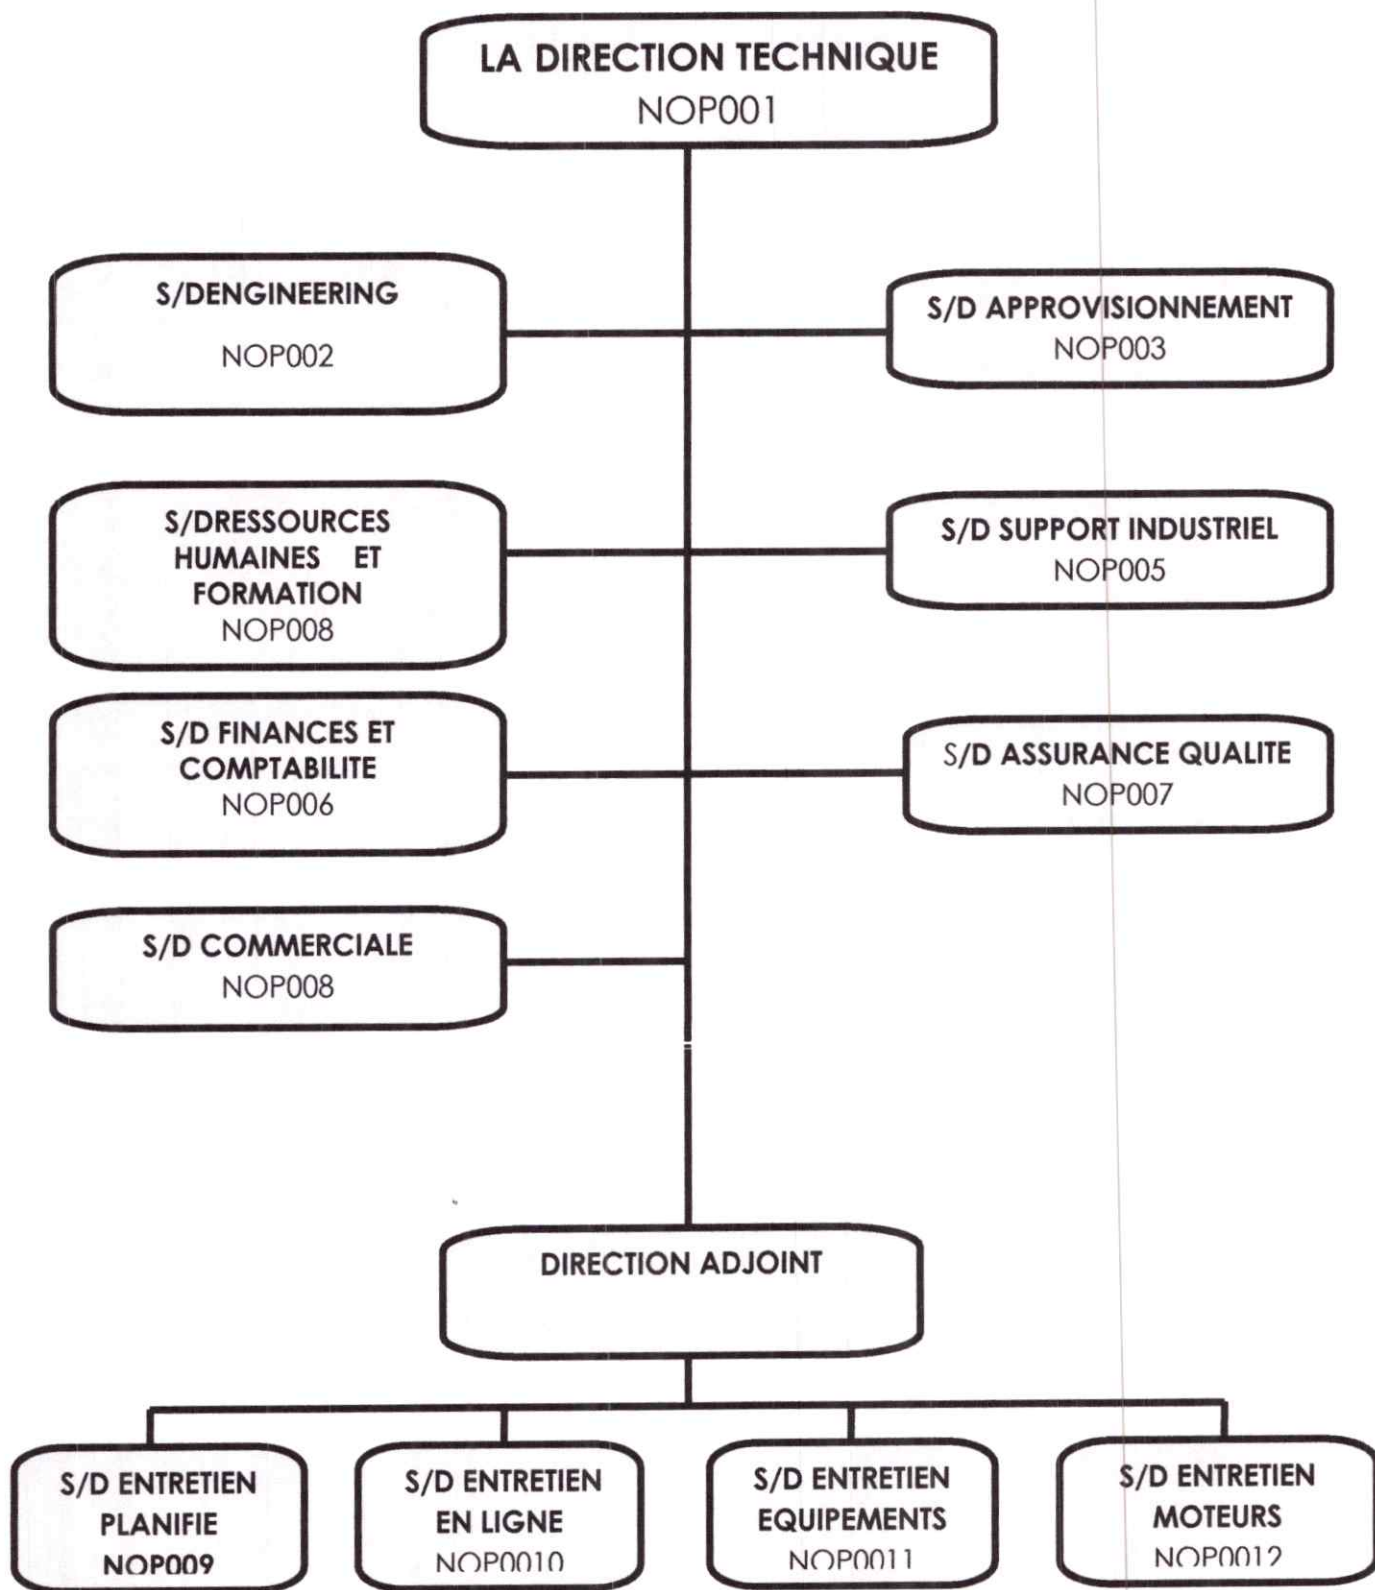 LA DIRECTION TECHNIQUE
NOP001
S/DENGINEERING
NOP002
S/D APPROVISIONNEMENT
NOP003
S/DRESSOURCES
HUMAINES ET
FORMATION
NOP008
S/D SUPPORT INDUSTRIEL
NOP005
S/D FINANCES ET
COMPTABILITE
NOP006
S/D ASSURANCE QUALITE
NOP007
S/D COMMERCIALE
NOP008
DIRECTION ADJOINT
S/D ENTRETIEN
PLANIFIE
NOP009
S/D ENTRETIEN
EN LIGNE
NOP0010
S/D ENTRETIEN
EQUIPEMENTS
NOP0011
S/D ENTRETIEN
MOTEURS
NOP0012